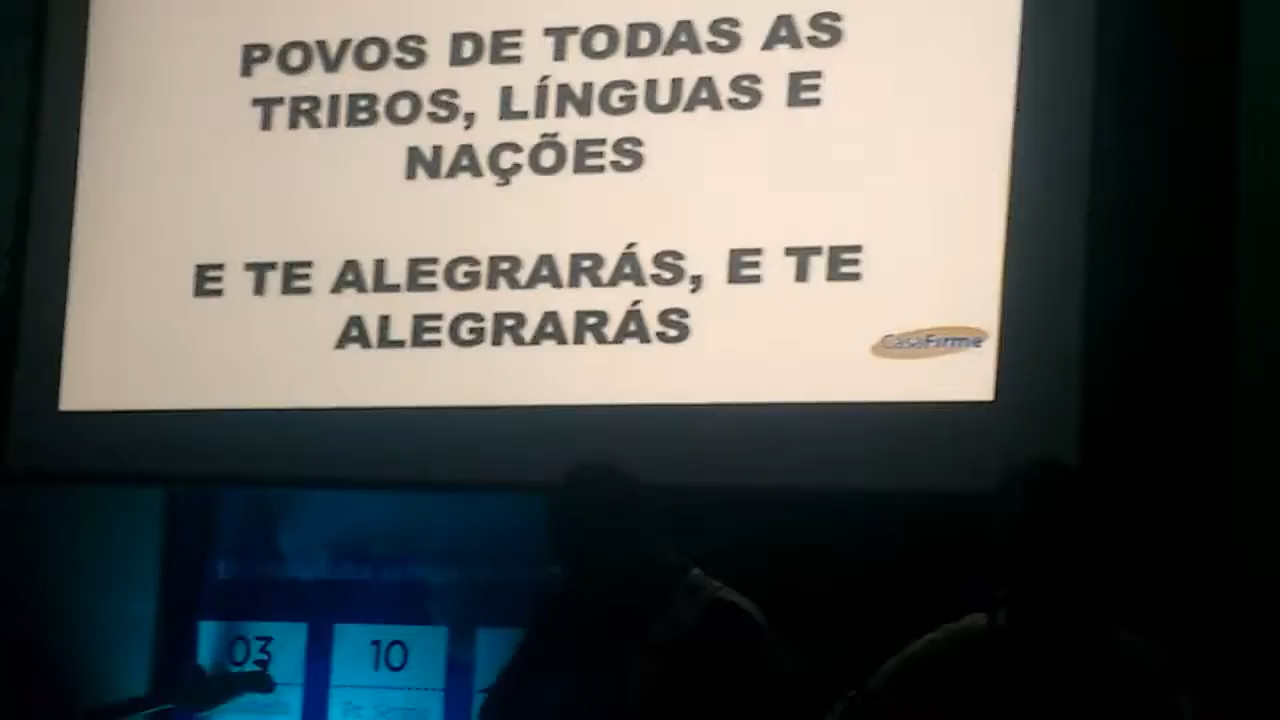 POVOS DE TODAS AS
TRIBOS, LÍNGUAS E
NAÇÕES
E TE ALEGRARÁS, E TE
ALEGRARÁS
CasaFirme
03
10